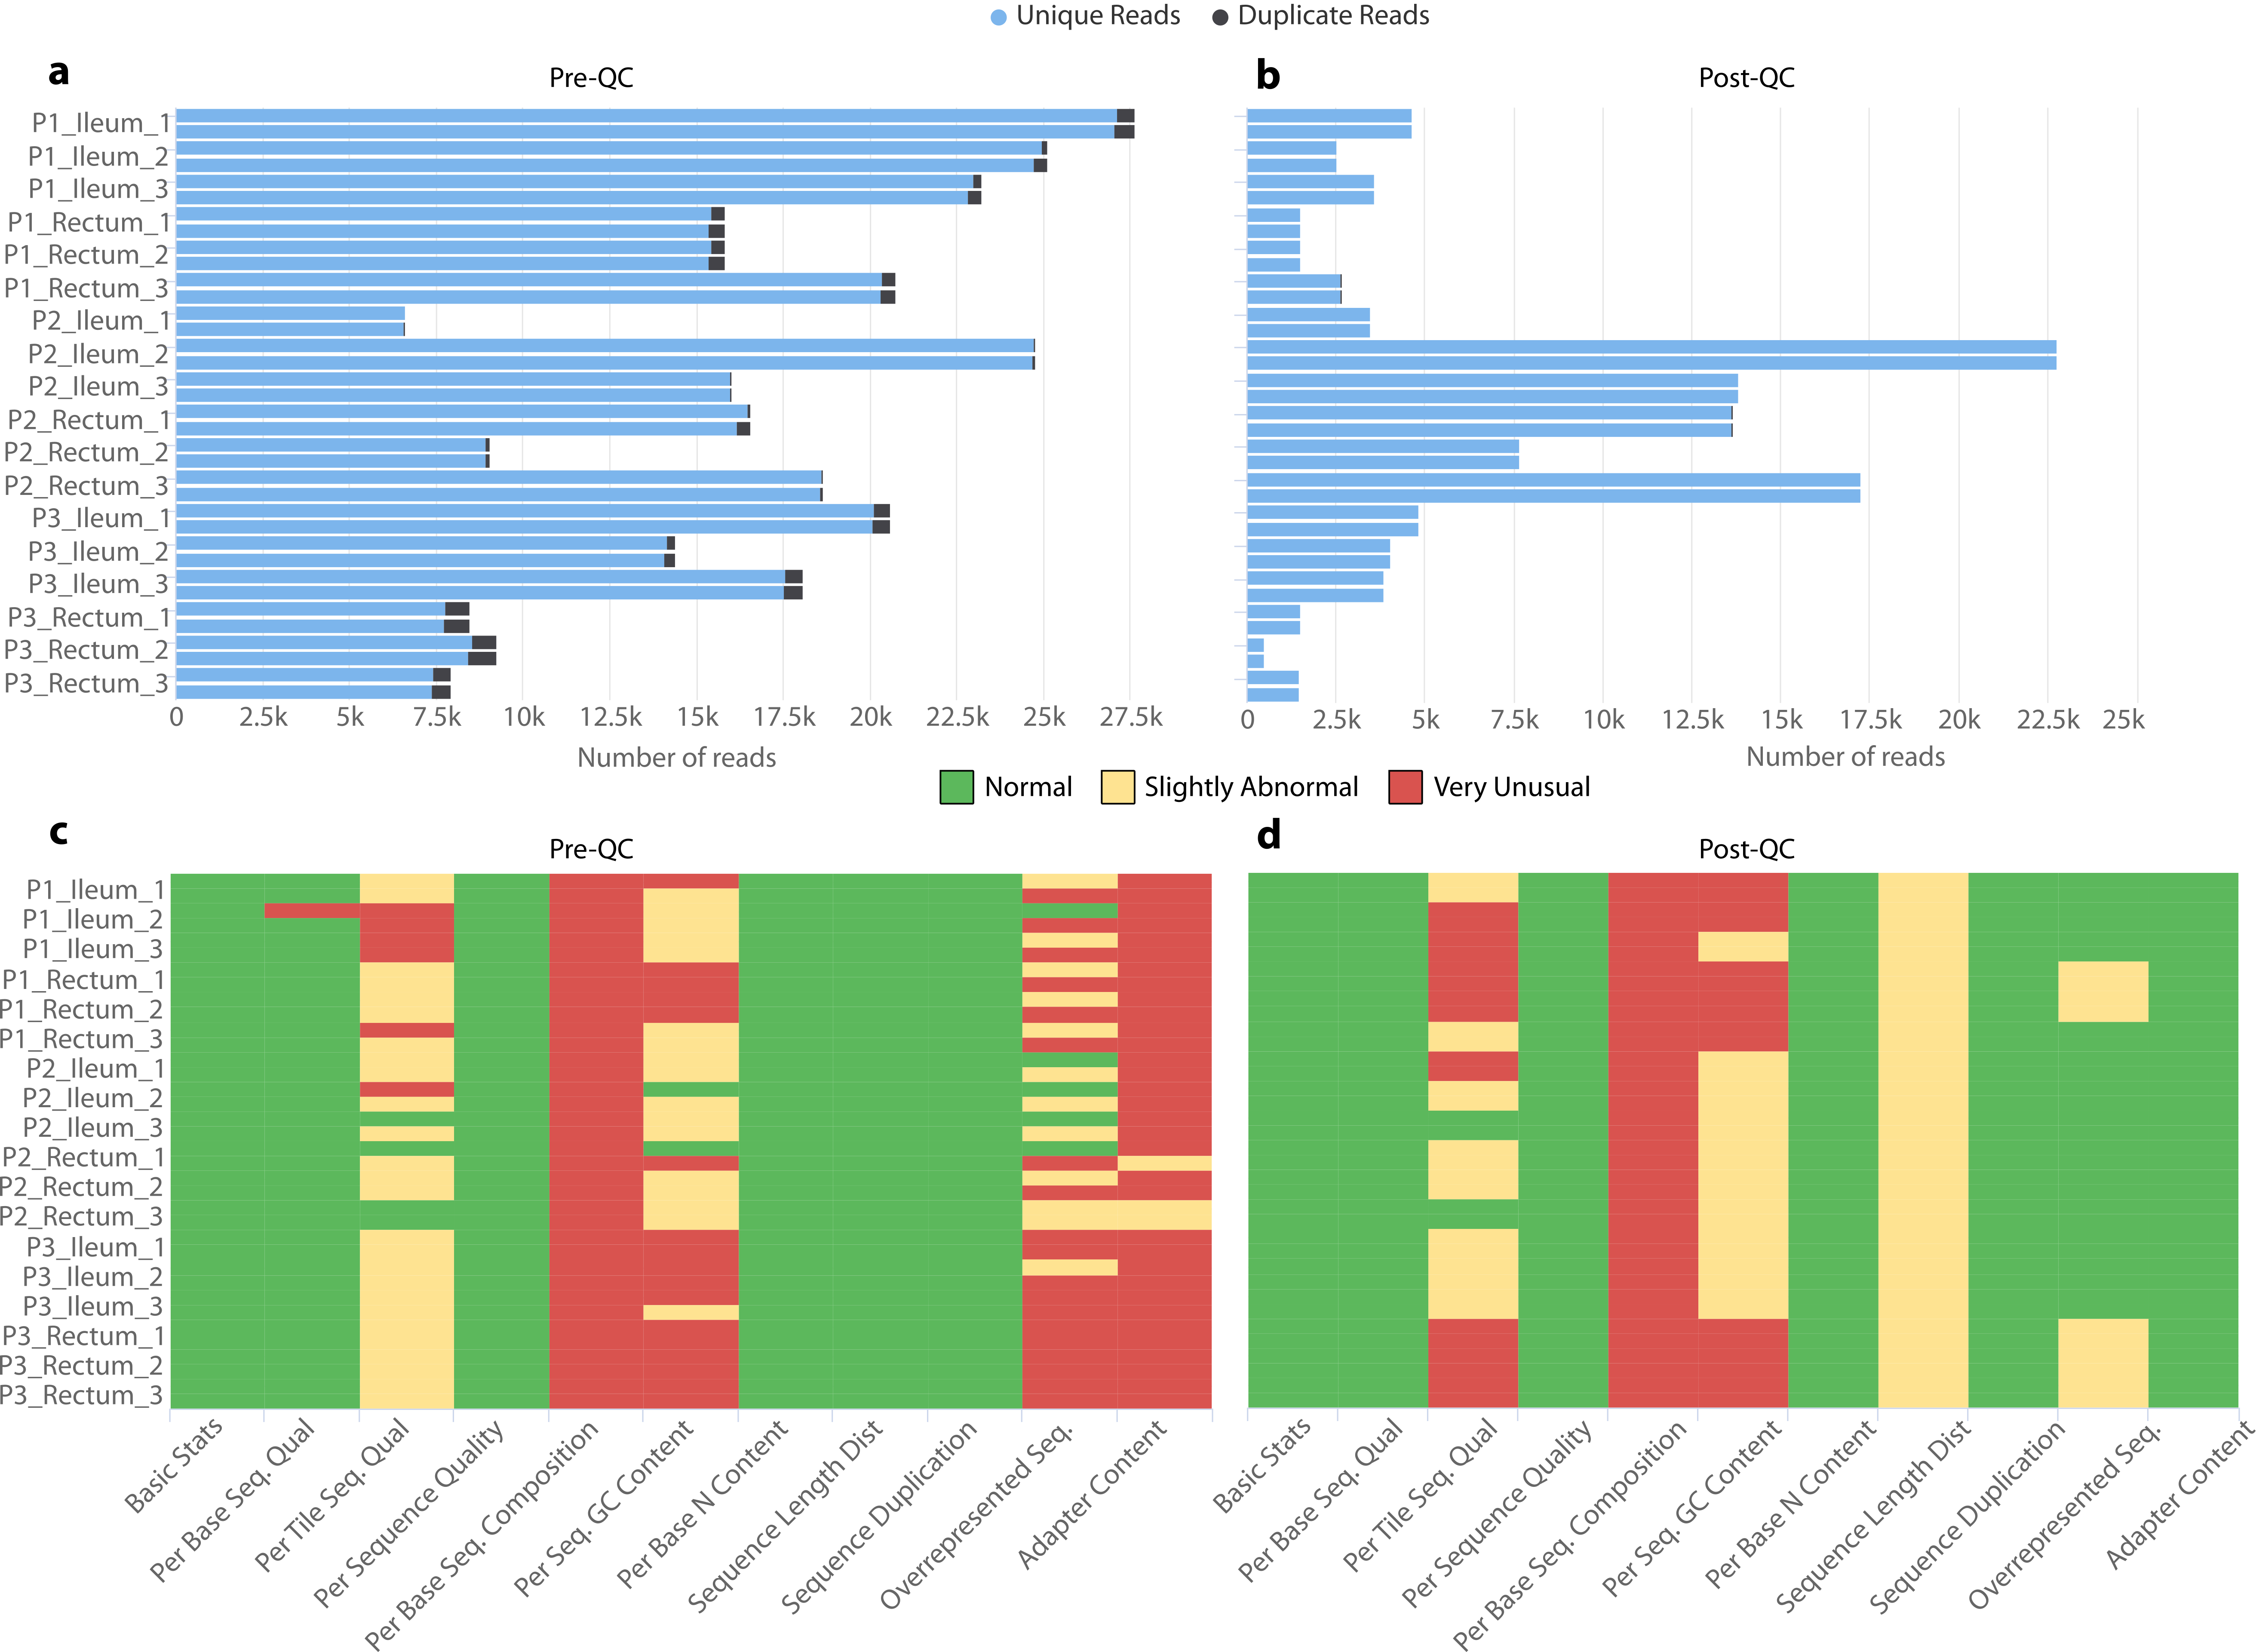 Unique Reads Duplicate Reads
a
Pre-QC
b
Post-QC
P1_Ileum_1
P1_Ileum_2
P1_Ileum_3
P1_Rectum_1
P1_Rectum_2
P1_Rectum_3
P2_Ileum_1
P2_Ileum_2
P2_Ileum_3
P2_Rectum_1
P2_Rectum_2
P2_Rectum_3
P3_Ileum_1
P3_Ileum_2
P3_Ileum_3
P3_Rectum_1
P3_Rectum_2
P3_Rectum_3
0 2.5k 5k 7.5k 10k 12.5k 15k 17.5k 20k 22.5k 25k 27.5k
Number of reads
0 2.5k 5k 7.5k 10k 12.5k 15k 17.5k 20k 22.5k 25k
Number of reads
Normal Slightly Abnormal Very Unusual
c
Pre-QC
d
Post-QC
P1_Ileum_1
P1_Ileum_2
P1_Ileum_3
P1_Rectum_1
P1_Rectum_2
P1_Rectum_3
P2_Ileum_1
P2_Ileum_2
P2_Ileum_3
P2_Rectum_1
P2_Rectum_2
P2_Rectum_3
P3_Ileum_1
P3_Ileum_2
P3_Ileum_3
P3_Rectum_1
P3_Rectum_2
P3_Rectum_3
Basic Stats
Per Base Seq. Qual
Per Tile Seq. Qual
Per Sequence Quality
Per Base Seq. Composition
Per Seq. GC Content
Per Base N Content
Sequence Length Dist
Sequence Duplication
Overrepresented Seq.
Adapter Content
Basic Stats
Per Base Seq. Qual
Per Tile Seq. Qual
Per Sequence Quality
Per Base Seq. Composition
Per Seq. GC Content
Per Base N Content
Sequence Length Dist
Sequence Duplication
Overrepresented Seq.
Adapter Content